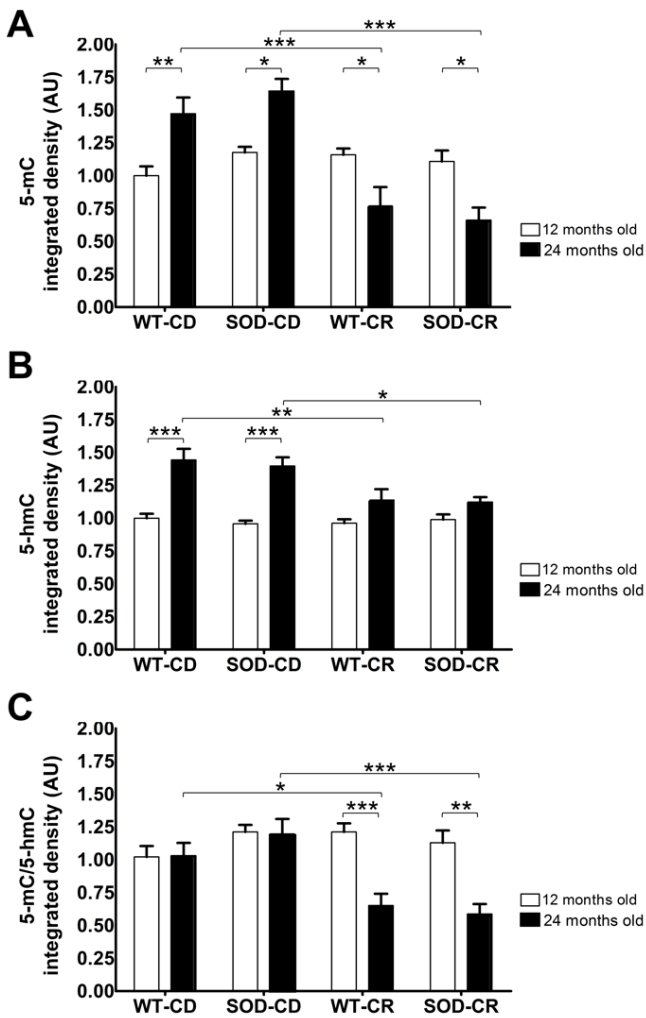 A
***
***
** * * *
2.00
1.75
1.50
1.25
1.00
0.75
0.50
0.25
0.00
5-mC
integrated density (AU)
WT-CD SOD-CD WT-CR SOD-CR
12 months old
24 months old
B
*
**
*** ***
2.00
1.75
1.50
1.25
1.00
0.75
0.50
0.25
0.00
5-hmC
integrated density (AU)
WT-CD SOD-CD WT-CR SOD-CR
12 months old
24 months old
C
***
*
*** **
2.00
1.75
1.50
1.25
1.00
0.75
0.50
0.25
0.00
5-mC/5-hmC
integrated density (AU)
WT-CD SOD-CD WT-CR SOD-CR
12 months old
24 months old